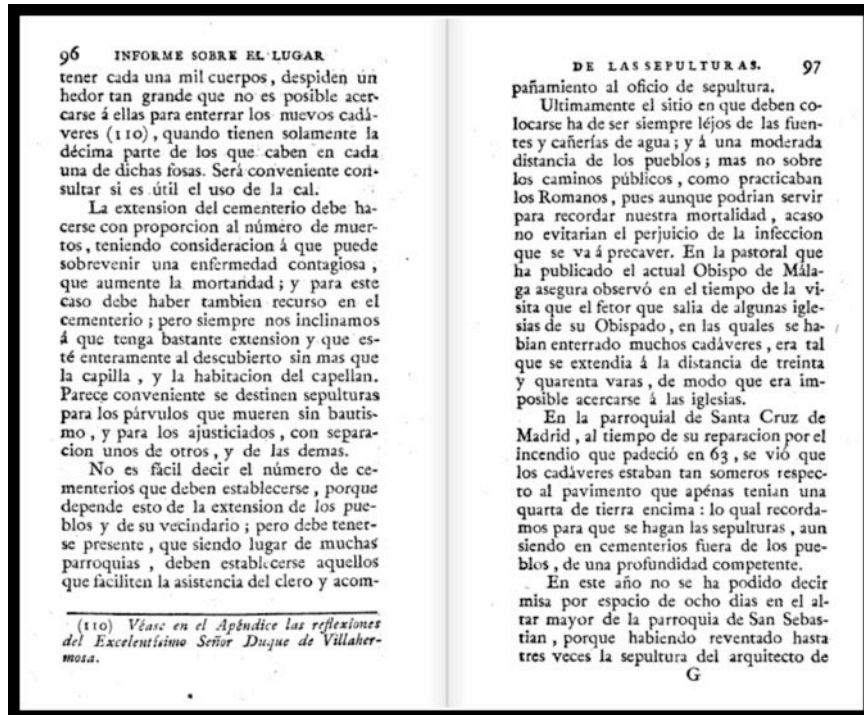 96 INFORME SOBRE EL LUGAR
tener cada una mil cuerpos, despiden un
hedor tan grande que no es posible acer-
carse á ellas para enterrar los nuevos cadá-
veres (110), quando tienen solamente la
décima parte de los que caben en cada
una de dichas fosas. Será conveniente con-
sultar si es útil el uso de la cal.
La extension del cementerio debe ha-
cerse con proporcion al número de muer-
tos, teniendo consideracion á que puede
sobrevenir una enfermedad contagiosa,
que aumente la mortandad; y para este
caso debe haber tambien recurso en el
cementerio; pero siempre nos inclinamos
á que tenga bastante extension y que es-
té enteramente al descubierto sin mas que
la capilla, y la habitacion del capellan.
Parece conveniente se destinen sepulturas
para los párvulos que mueren sin bautis-
mo, y para los ajusticiados, con separa-
cion unos de otros, y de las demas.
No es fácil decir el número de ce-
menterios que deben establecerse, porque
depende esto de la extension de los pue-
blos y de su vecindario; pero debe tener-
se presente, que siendo lugar de muchas
parroquias, deben establecerse aquellos
que faciliten la asistencia del clero y acom-
(110) Véase en el Apéndice las reflexiones
del Excelentísimo Señor Duque de Villaher-
mosa.
DE LAS SEPULTURAS. 97
pañamiento al oficio de sepultura.
Ultimamente el sitio en que deben co-
locarse ha de ser siempre léjos de las fuen-
tes y cañerías de agua; y á una moderada
distancia de los pueblos; mas no sobre
los caminos públicos, como practicaban
los Romanos, pues aunque podrian servir
para recordar nuestra mortalidad, acaso
no evitarian el perjuicio de la infeccion
que se va á precaver. En la pastoral que
ha publicado el actual Obispo de Mála-
ga asegura observó en el tiempo de la vi-
sita que el fetor que salia de algunas igle-
sias de su Obispado, en las quales se ha-
bian enterrado muchos cadáveres, era tal
que se extendia á la distancia de treinta
y quarenta varas, de modo que era im-
posible acercarse á las iglesias.
En la parroquial de Santa Cruz de
Madrid, al tiempo de su reparacion por el
incendio que padeció en 63, se vió que
los cadáveres estaban tan someros respec-
to al pavimento que apénas tenian una
quarta de tierra encima: lo qual recorda-
mos para que se hagan las sepulturas, aun
siendo en cementerios fuera de los pue-
blos, de una profundidad competente.
En este año no se ha podido decir
misa por espacio de ocho dias en el al-
tar mayor de la parroquia de San Sebas-
tian, porque habiendo reventado hasta
tres veces la sepultura del arquitecto de
G